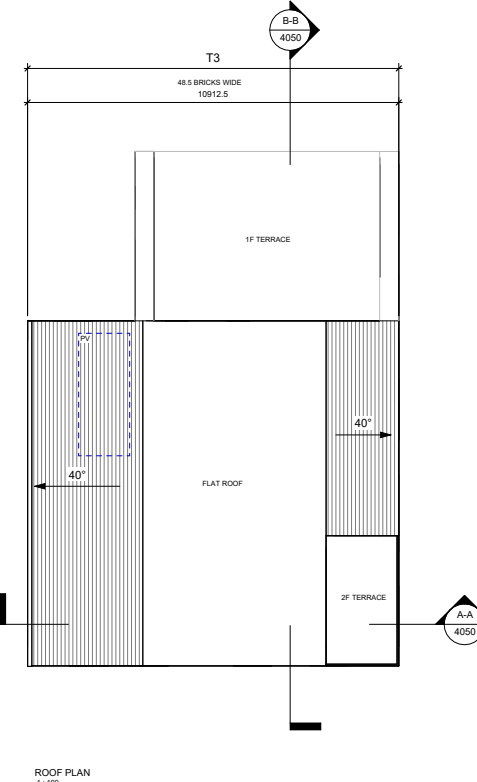 B-B
4050
T3
48.5 BRICKS WIDE
10912.5
1F TERRACE
PV
40°
40°
FLAT ROOF
2F TERRACE
A-A
4050
ROOF PLAN